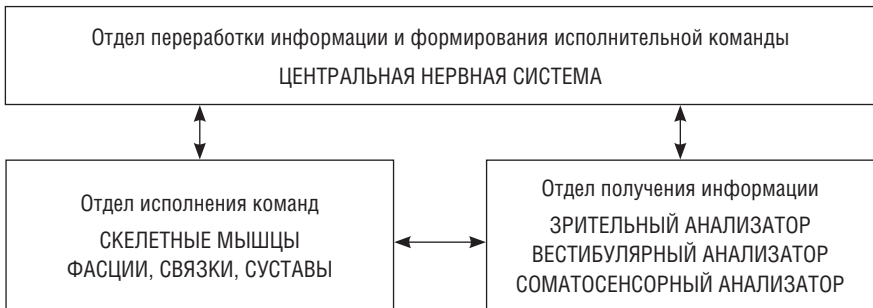 Отдел переработки информации и формирования исполнительной команды
ЦЕНТРАЛЬНАЯ НЕРВНАЯ СИСТЕМА
Отдел исполнения команд
СКЕЛЕТНЫЕ МЫШЦЫ
ФАСЦИИ, СВЯЗКИ, СУСТАВЫ
Отдел получения информации
ЗРИТЕЛЬНЫЙ АНАЛИЗАТОР
ВЕСТИБУЛЯРНЫЙ АНАЛИЗАТОР
СОМАТОСЕНСОРНЫЙ АНАЛИЗАТОР